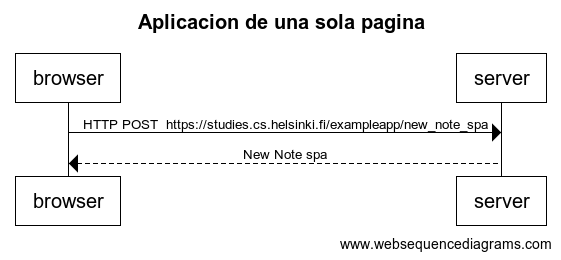 Aplicacion de una sola pagina
browser
server
HTTP POST  https://studies.cs.helsinki.fi/exampleapp/new_note_spa
New Note spa
browser
server
www.websequencediagrams.com